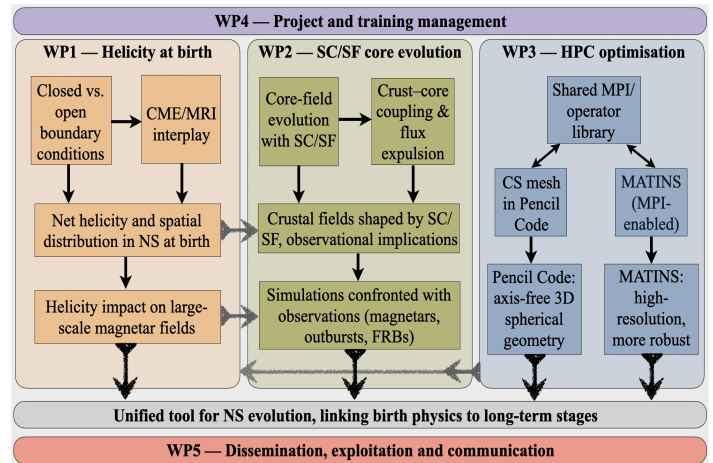 WP4 — Project and training management
WP1 — Helicity at birth
Closed vs.
open
boundary
conditions
CME/MRI
interplay
Net helicity and spatial
distribution in NS at birth
Helicity impact on large-
scale magnetar fields
WP2 — SC/SF core evolution
Core-field
evolution
with SC/SF
Crust–core
coupling &
flux
expulsion
Crustal fields shaped by SC/
SF, observational implications
Simulations confronted with
observations (magnetars,
outbursts, FRBs)
WP3 — HPC optimisation
Shared MPI/
operator
library
CS mesh
in Pencil
Code
MATINS
(MPI-
enabled)
Pencil Code:
axis-free 3D
spherical
geometry
MATINS:
high-
resolution,
more robust
Unified tool for NS evolution, linking birth physics to long-term stages
WP5 — Dissemination, exploitation and communication